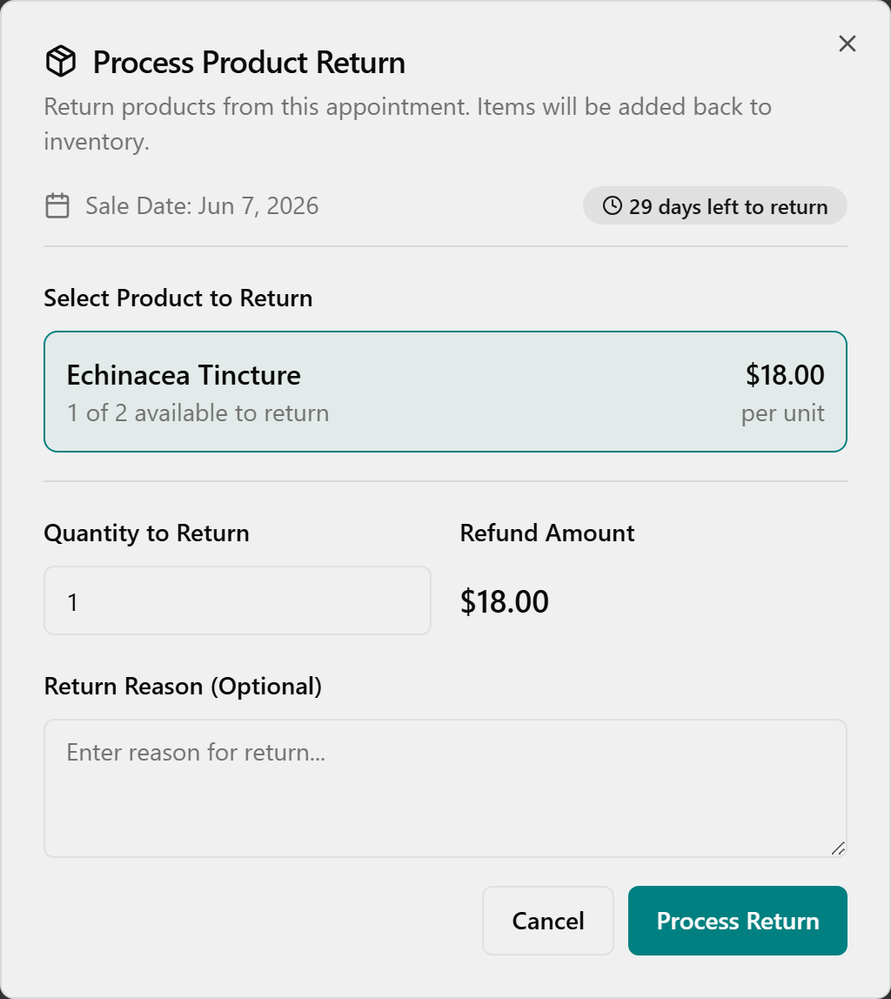 Process Product Return
Return products from this appointment. Items will be added back to
inventory.
Sale Date: Jun 7, 2026
29 days left to return
Select Product to Return
Echinacea Tincture
$18.00
1 of 2 available to return
per unit
Quantity to Return
Refund Amount
1
$18.00
Return Reason (Optional)
Enter reason for return...
Cancel
Process Return